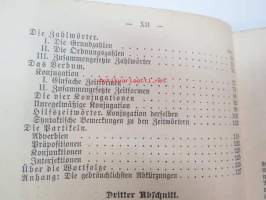 — XII —
Die Zahlwörter.
I. Die Grundzahlen
II. Die Ordnungszahlen
III. Zusammengesetzte Zahlwörter
Das Verbum.
Konjugation
I. Einfache Zeitformen
II. Zusammengesetzte Zeitformen
Die vier Konjugationen
Unregelmäßige Konjugation
Hilfszeitwörter. Konjugation derselben
Syntaktische Bemerkungen zu den Zeitwörtern
Die Partikeln.
Adverbien
Präpositionen
Konjunktionen
Interjektionen
Über die Wortfolge
Anhang: Die gebräuchlichsten Abkürzungen
Dritter Abschnitt.